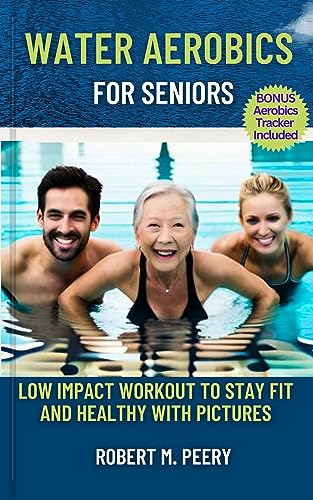 WATER AEROBICS
FOR SENIORS
BONUS
Aerobics
Tracker
Included
LOW IMPACT WORKOUT TO STAY FIT
AND HEALTHY WITH PICTURES
ROBERT M. PEERY